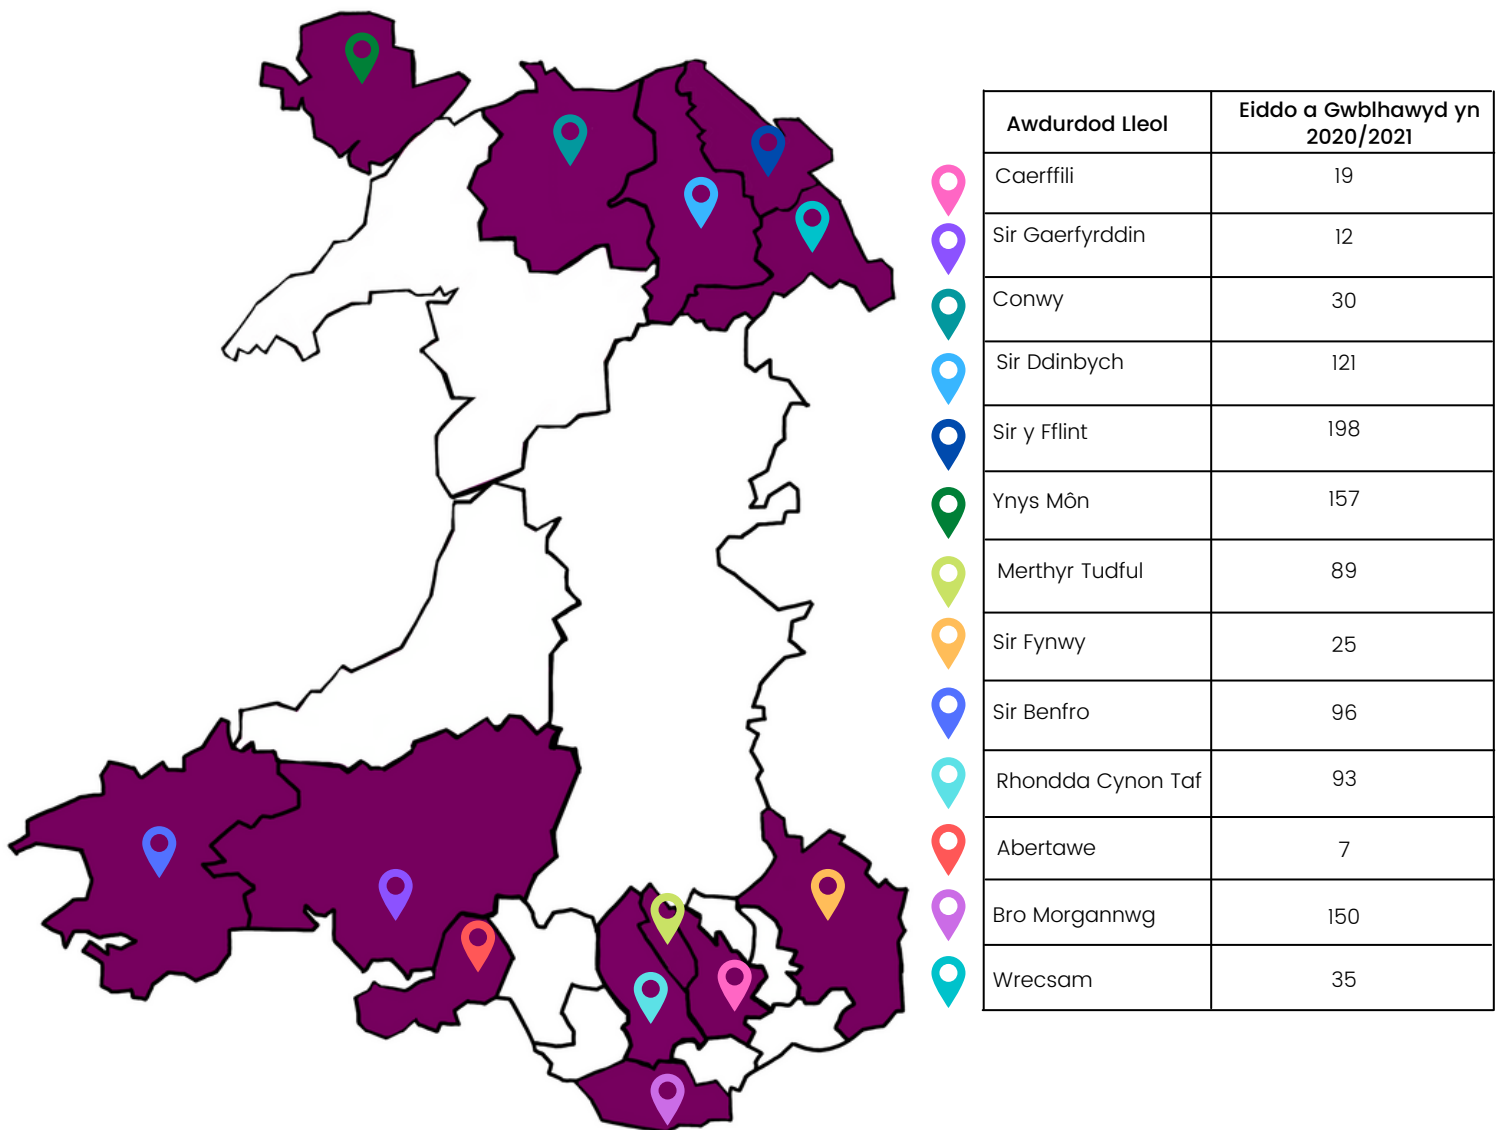 Awdurdod Lleol
Eiddo a Gwblhawyd yn
2020/2021
Caerffili 19
Sir Gaerfyrddin 12
Conwy 30
Sir Ddinbych 121
Sir y Fflint 198
Ynys Môn 157
Merthyr Tudful 89
Sir Fynwy 25
Sir Benfro 96
Rhondda Cynon Taf 93
Abertawe 7
Bro Morgannwg 150
Wrecsam 35